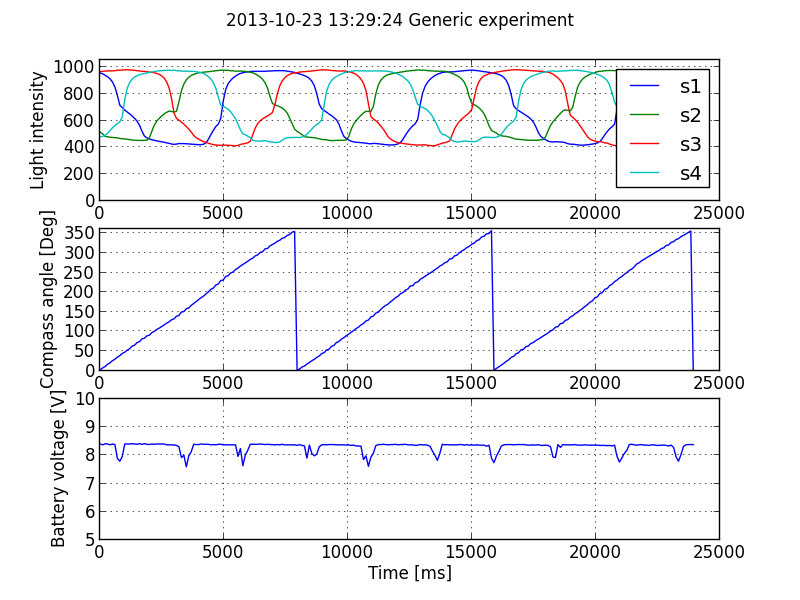 2013-10-23 13:29:24 Generic experiment
Light intensity
1000
800
600
400
200
0
s1
s2
s3
s4
0 5000 10000 15000 20000 25000
Compass angle [Deg]
350
300
250
200
150
100
50
0
0 5000 10000 15000 20000 25000
Battery voltage [V]
10
9
8
7
6
5
0 5000 10000 15000 20000 25000
Time [ms]